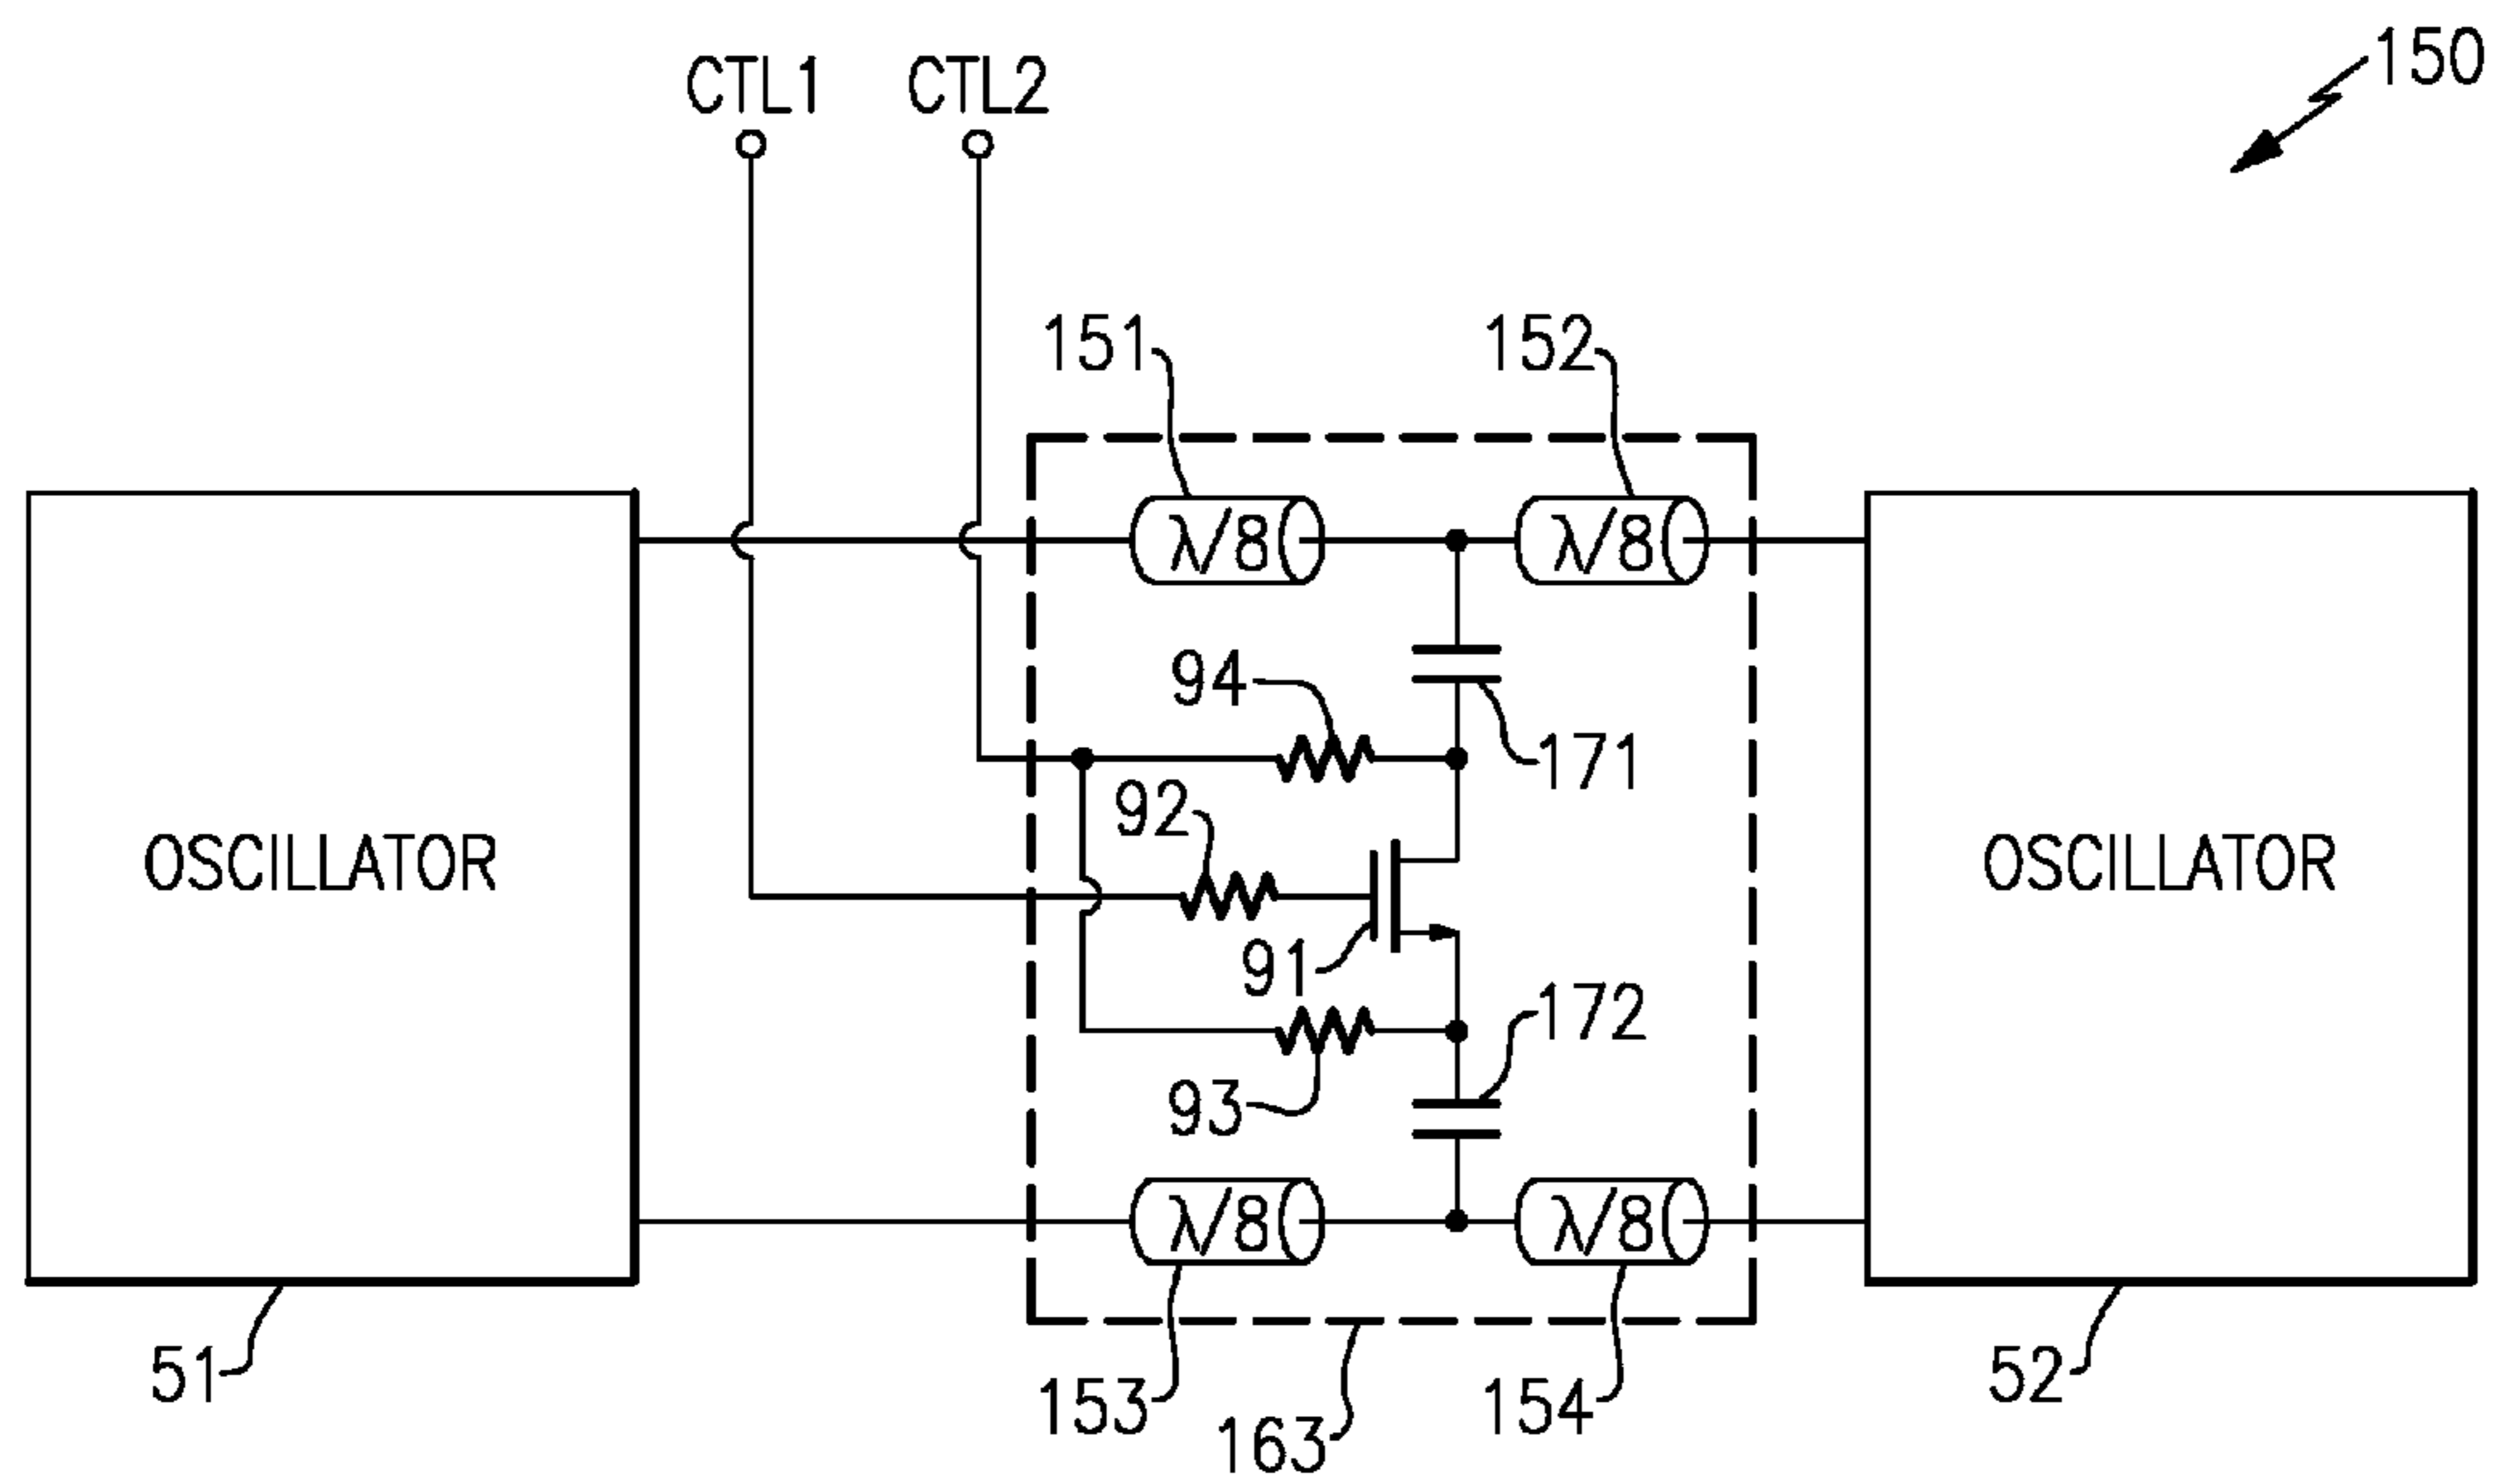 150
CTL1 CTL2
151 152
λ/8 λ/8
94
171
92
OSCILLATOR OSCILLATOR
91
172
93
λ/8 λ/8
51 153 163 154 52